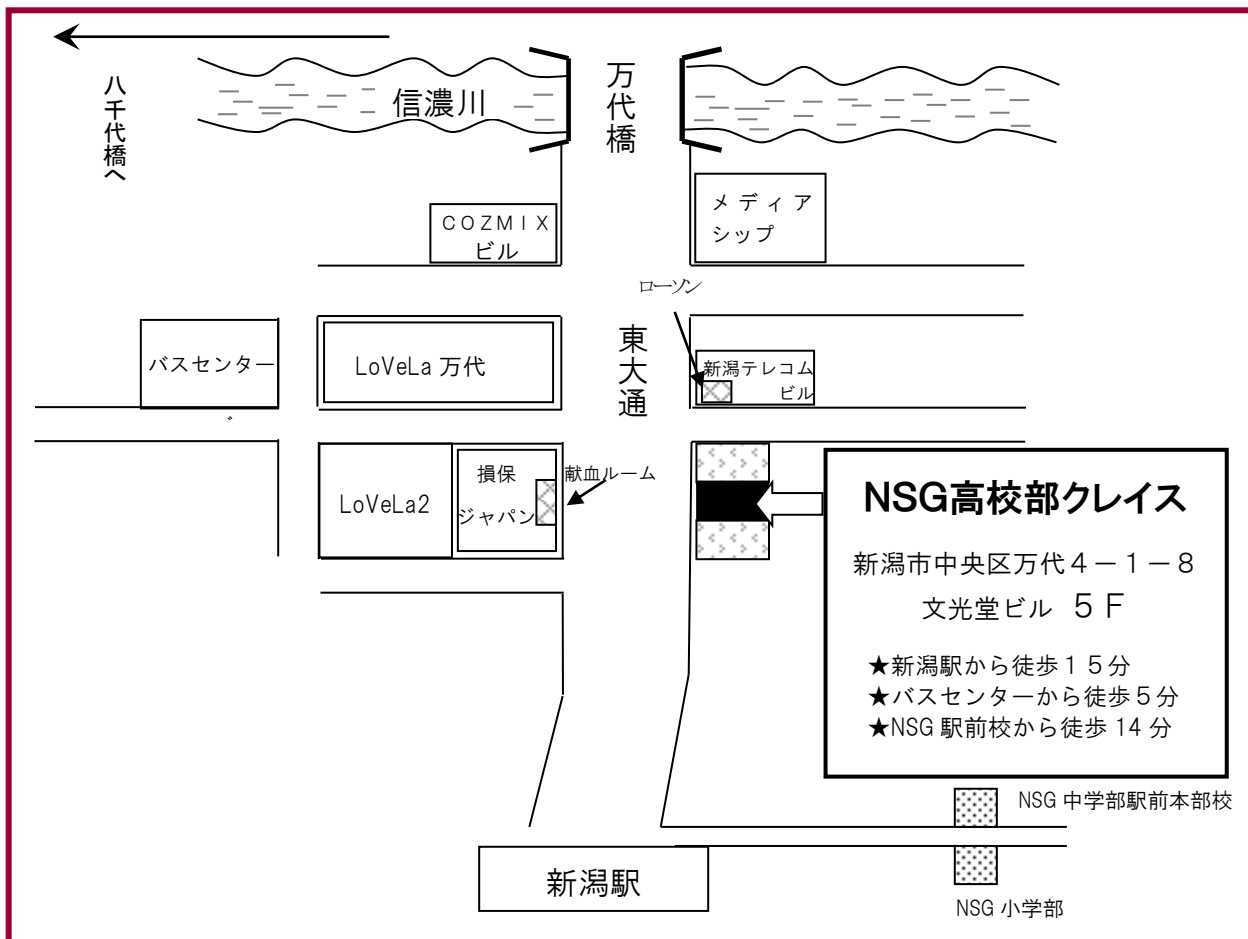 八千代橋へ
信濃川
万代橋
COZMIX
ビル
メディア
シップ
ローソン
バスセンター
LoVeLa 万代
東大通
新潟テレコム
ビル
LoVeLa2
損保
ジャパン
献血ルーム
NSG高校部クレイス
新潟市中央区万代4－1－8
文光堂ビル 5F
★新潟駅から徒歩15分
★バスセンターから徒歩5分
★NSG 駅前校から徒歩 14 分
NSG 中学部駅前本部校
新潟駅
NSG 小学部